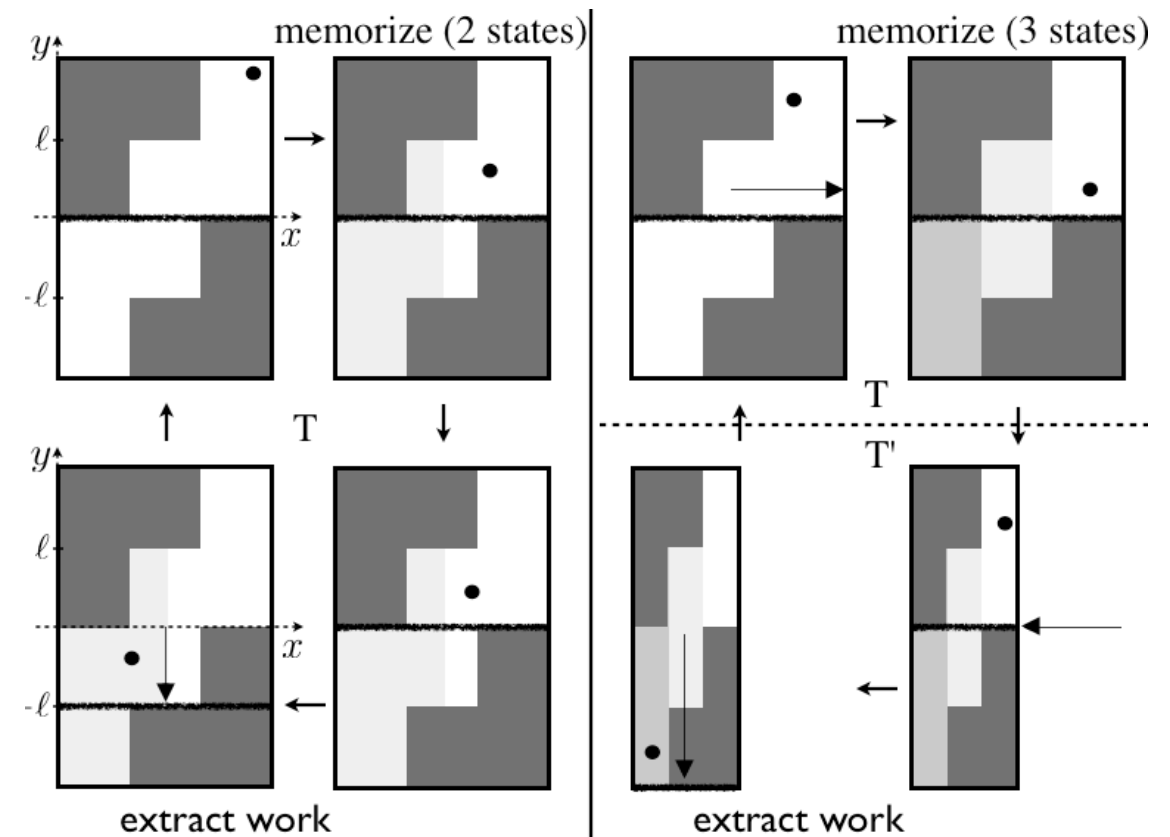 memorize (2 states)
memorize (3 states)
y
ℓ
x
-ℓ
T
T
T'
y
ℓ
x
-ℓ
extract work
extract work